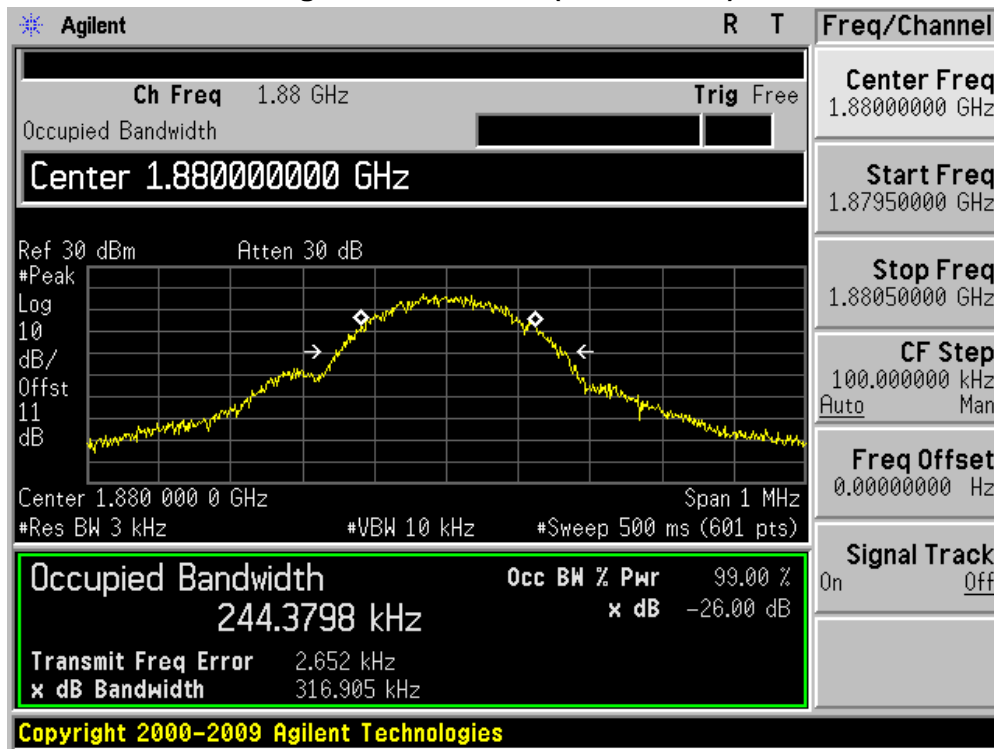 Agilent R T
Ch Freq 1.88 GHz Trig Free
Occupied Bandwidth
Center 1.880000000 GHz
Ref 30 dBm Atten 30 dB
#Peak
Log
10
dB/
Offst
11
dB
Center 1.880 000 0 GHz Span 1 MHz
#Res BW 3 kHz #VBW 10 kHz #Sweep 500 ms (601 pts)
Occupied Bandwidth Occ BW % Pwr 99.00 %
244.3798 kHz x dB -26.00 dB
Transmit Freq Error 2.652 kHz
x dB Bandwidth 316.905 kHz
Copyright 2000-2009 Agilent Technologies
Freq/Channel
Center Freq
1.88000000 GHz
Start Freq
1.87950000 GHz
Stop Freq
1.88050000 GHz
CF Step
100.000000 kHz
Auto Man
Freq Offset
0.00000000 Hz
Signal Track
On Off